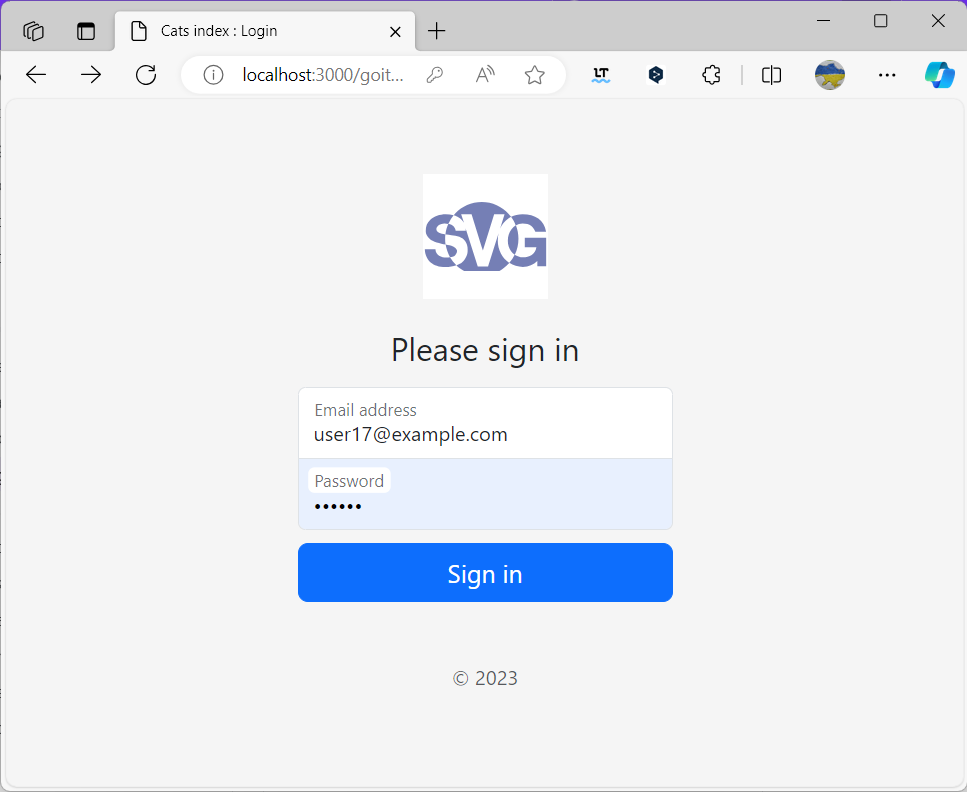 Cats index : Login
localhost:3000/goit...
LT
SVG
Please sign in
Email address
user17@example.com
Password
••••••
Sign in
© 2023